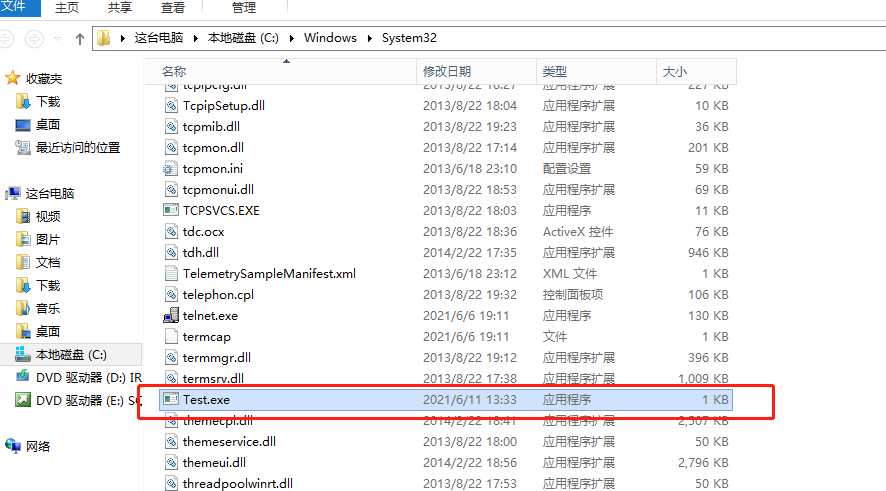 文件 主页 共享 查看 管理
这台电脑 本地磁盘 (C:) Windows System32
名称 修改日期 类型 大小
收藏夹
下载
桌面
最近访问的位置
这台电脑
视频
图片
文档
下载
音乐
桌面
本地磁盘 (C:)
DVD 驱动器 (D:) IR
DVD 驱动器 (E:) SC
网络
tcpipcfg.dll 2013/8/22 18:27 应用程序扩展 227 KB
TcpipSetup.dll 2013/8/22 18:04 应用程序扩展 10 KB
tcpmib.dll 2013/8/22 19:23 应用程序扩展 36 KB
tcpmon.dll 2013/8/22 17:14 应用程序扩展 201 KB
tcpmon.ini 2013/6/18 23:10 配置设置 59 KB
tcpmonui.dll 2013/8/22 18:53 应用程序扩展 69 KB
TCPSVCS.EXE 2013/8/22 18:03 应用程序 11 KB
tdc.ocx 2013/8/22 18:36 ActiveX 控件 76 KB
tdh.dll 2014/2/22 17:35 应用程序扩展 946 KB
TelemetrySampleManifest.xml 2013/6/18 23:12 XML 文件 1 KB
telephon.cpl 2013/8/22 19:32 控制面板项 106 KB
telnet.exe 2021/6/6 19:11 应用程序 130 KB
termcap 2021/6/6 19:11 文件 1 KB
termmgr.dll 2013/8/22 19:12 应用程序扩展 396 KB
termsrv.dll 2013/8/22 17:38 应用程序扩展 1,009 KB
Test.exe 2021/6/11 13:33 应用程序 1 KB
themecpl.dll 2014/2/22 18:41 应用程序扩展 2,507 KB
themeservice.dll 2013/8/22 18:00 应用程序扩展 50 KB
themeui.dll 2014/2/22 18:56 应用程序扩展 2,796 KB
threadpoolwinrt.dll 2013/8/22 17:53 应用程序扩展 50 KB